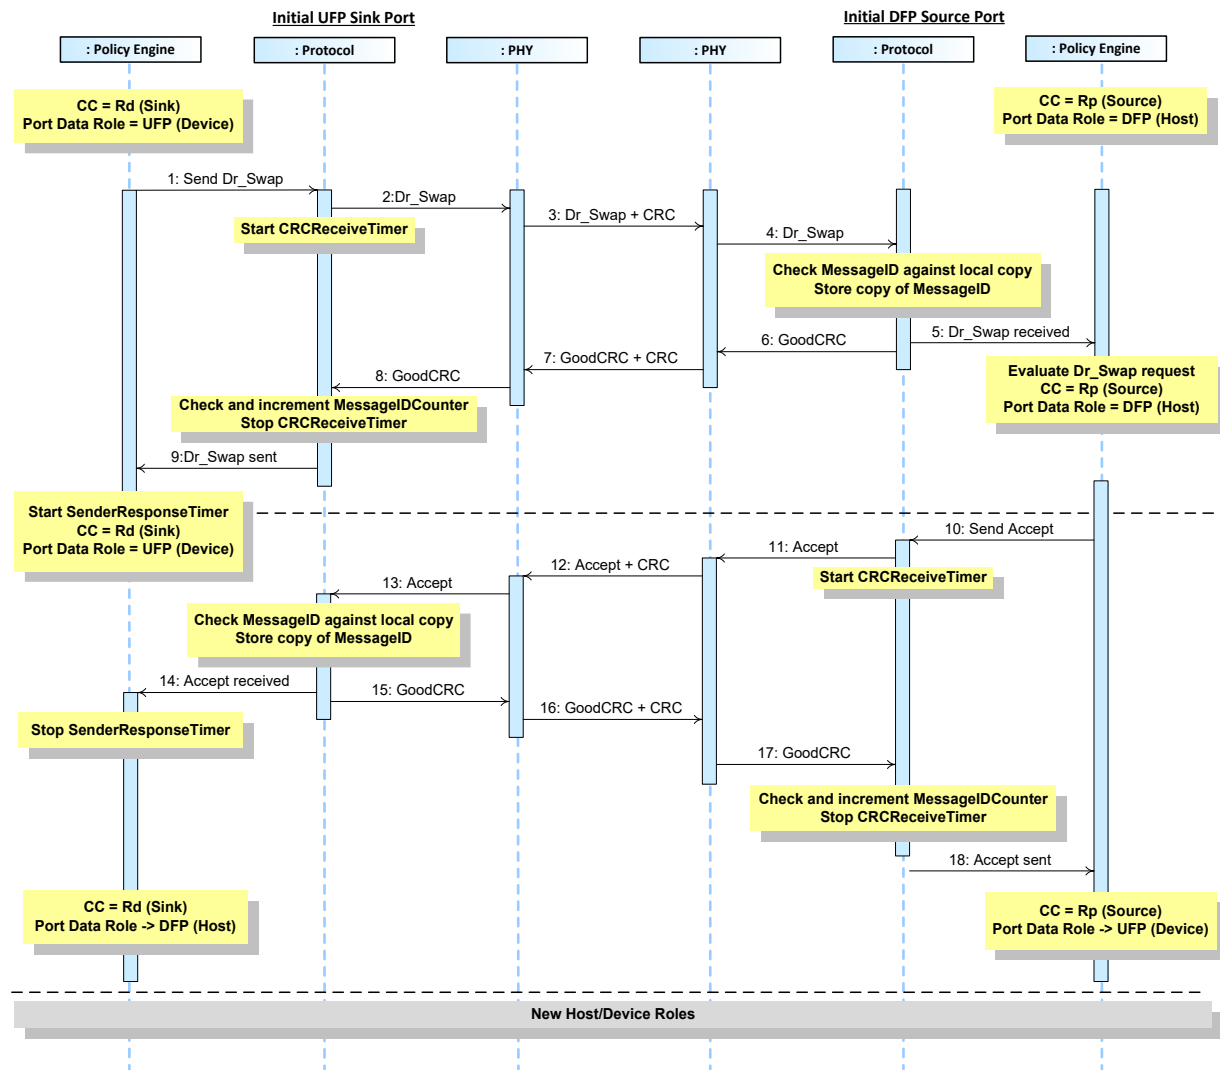 Initial UFP Sink Port
Initial DFP Source Port
: Policy Engine
: Protocol
: PHY
: PHY
: Protocol
: Policy Engine
CC = Rd (Sink)
Port Data Role = UFP (Device)
CC = Rp (Source)
Port Data Role = DFP (Host)
1: Send Dr_Swap
2:Dr_Swap
Start CRCReceiveTimer
3: Dr_Swap + CRC
4: Dr_Swap
Check MessageID against local copy
Store copy of MessageID
5: Dr_Swap received
6: GoodCRC
7: GoodCRC + CRC
8: GoodCRC
Evaluate Dr_Swap request
CC = Rp (Source)
Port Data Role = DFP (Host)
Check and increment MessageIDCounter
Stop CRCReceiveTimer
9:Dr_Swap sent
Start SenderResponseTimer
CC = Rd (Sink)
Port Data Role = UFP (Device)
10: Send Accept
11: Accept
Start CRCReceiveTimer
12: Accept + CRC
13: Accept
Check MessageID against local copy
Store copy of MessageID
14: Accept received
15: GoodCRC
16: GoodCRC + CRC
Stop SenderResponseTimer
17: GoodCRC
Check and increment MessageIDCounter
Stop CRCReceiveTimer
18: Accept sent
CC = Rd (Sink)
Port Data Role -> DFP (Host)
CC = Rp (Source)
Port Data Role -> UFP (Device)
New Host/Device Roles